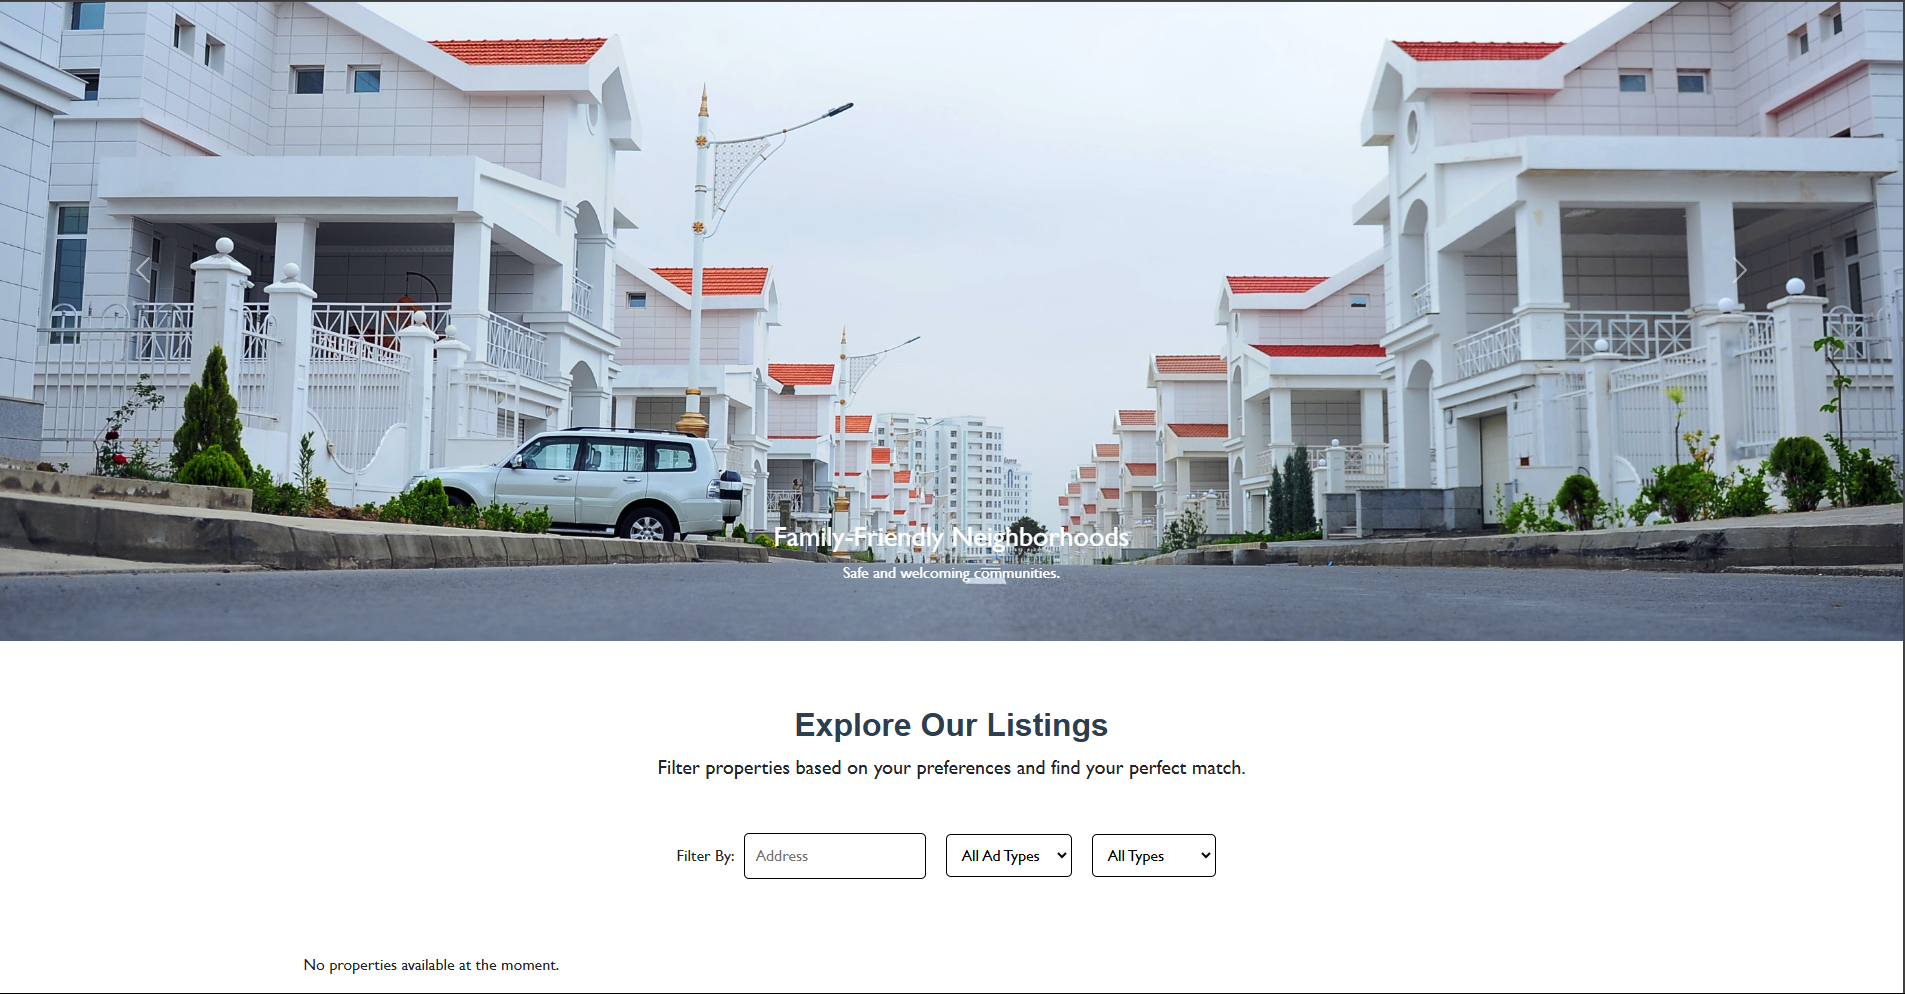 Family-Friendly Neighborhoods
Safe and welcoming communities.
Explore Our Listings
Filter properties based on your preferences and find your perfect match.
Filter By: Address All Ad Types All Types
No properties available at the moment.